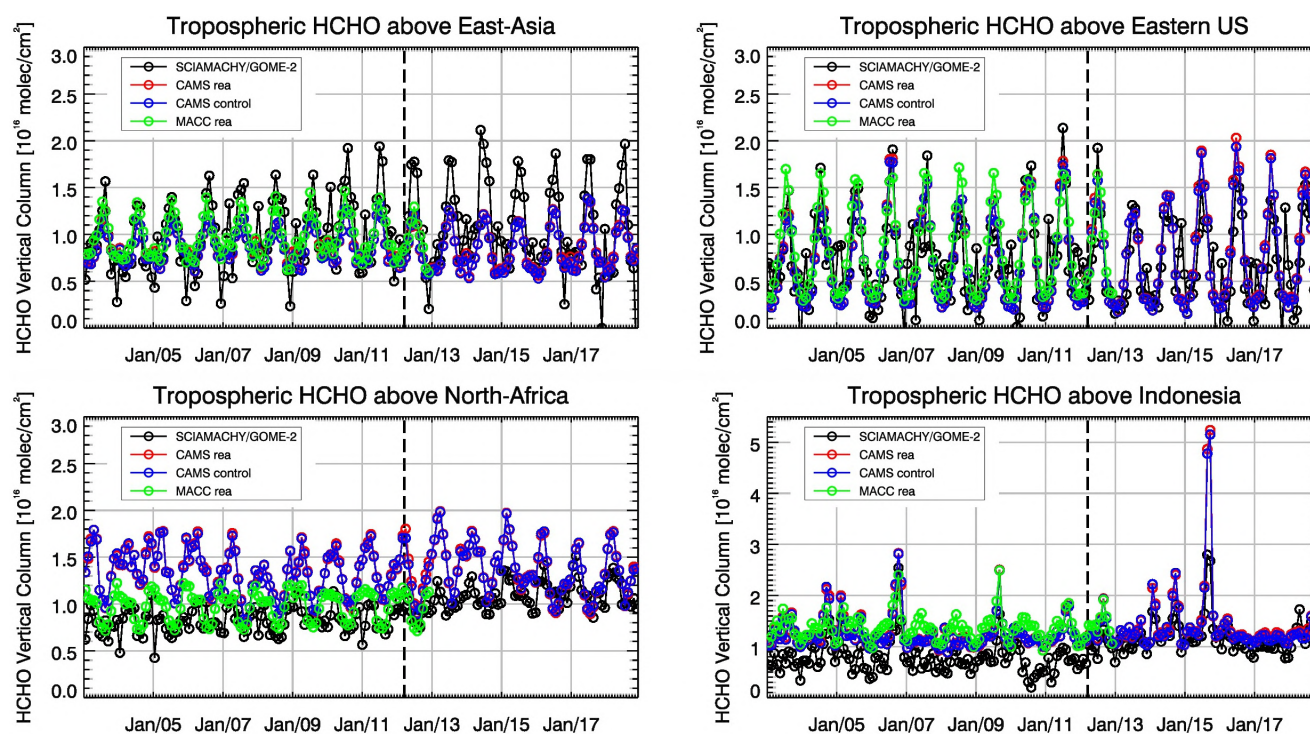 Tropospheric HCHO above East-Asia
HCHO Vertical Column [10¹⁶ molec/cm²]
3.0
2.5
2.0
1.5
1.0
0.5
0.0
SCIAMACHY/GOME-2
CAMS rea
CAMS control
MACC rea
Jan/05 Jan/07 Jan/09 Jan/11 Jan/13 Jan/15 Jan/17
Tropospheric HCHO above Eastern US
HCHO Vertical Column [10¹⁶ molec/cm²]
3.0
2.5
2.0
1.5
1.0
0.5
0.0
SCIAMACHY/GOME-2
CAMS rea
CAMS control
MACC rea
Jan/05 Jan/07 Jan/09 Jan/11 Jan/13 Jan/15 Jan/17
Tropospheric HCHO above North-Africa
HCHO Vertical Column [10¹⁶ molec/cm²]
3.0
2.5
2.0
1.5
1.0
0.5
0.0
SCIAMACHY/GOME-2
CAMS rea
CAMS control
MACC rea
Jan/05 Jan/07 Jan/09 Jan/11 Jan/13 Jan/15 Jan/17
Tropospheric HCHO above Indonesia
HCHO Vertical Column [10¹⁶ molec/cm²]
5
4
3
2
1
0
SCIAMACHY/GOME-2
CAMS rea
CAMS control
MACC rea
Jan/05 Jan/07 Jan/09 Jan/11 Jan/13 Jan/15 Jan/17